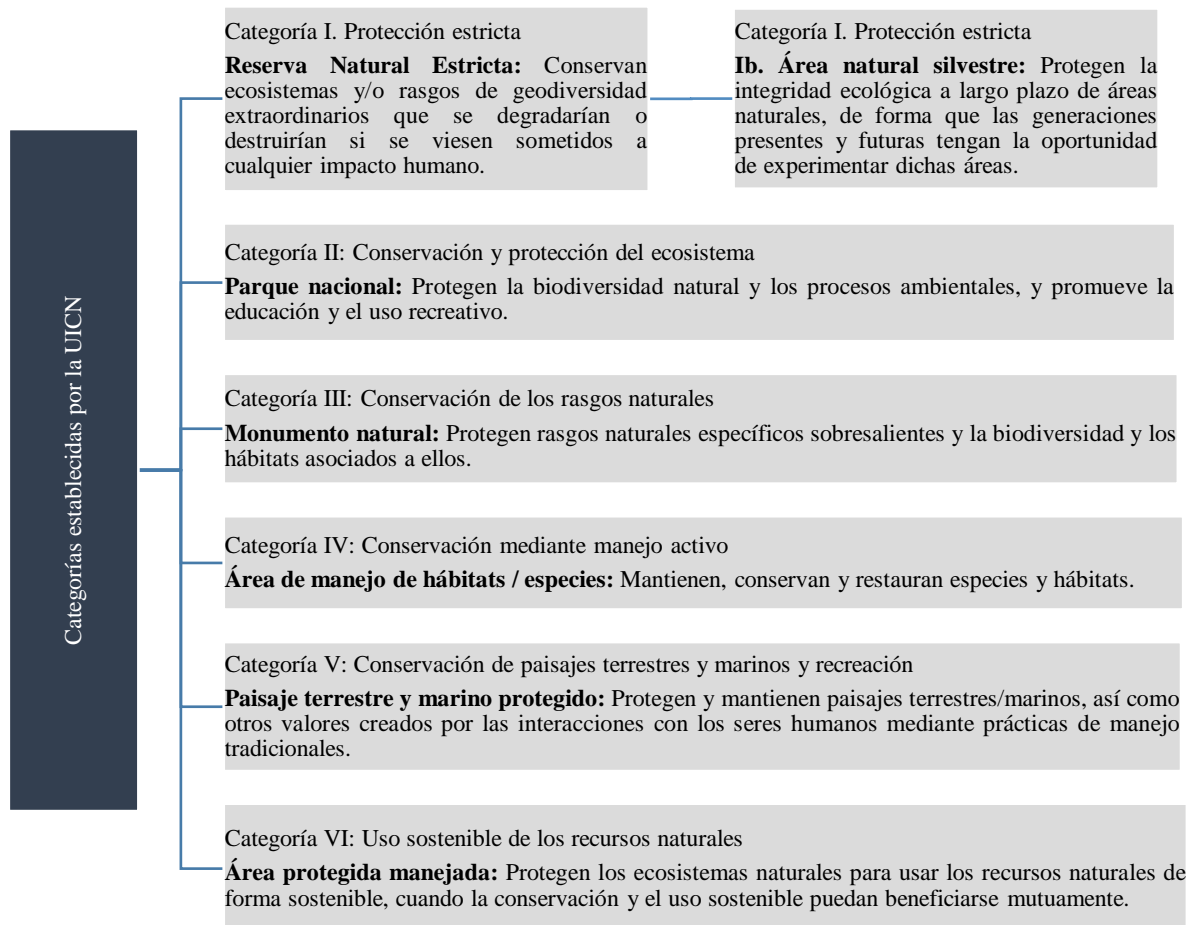 Categorías establecidas por la UICN
Categoría I. Protección estricta
Reserva Natural Estricta: Conservan
ecosistemas y/o rasgos de geodiversidad
extraordinarios que se degradarían o
destruirían si se viesen sometidos a
cualquier impacto humano.
Categoría I. Protección estricta
Ib. Área natural silvestre: Protegen la
integridad ecológica a largo plazo de áreas
naturales, de forma que las generaciones
presentes y futuras tengan la oportunidad
de experimentar dichas áreas.
Categoría II: Conservación y protección del ecosistema
Parque nacional: Protegen la biodiversidad natural y los procesos ambientales, y promueve la
educación y el uso recreativo.
Categoría III: Conservación de los rasgos naturales
Monumento natural: Protegen rasgos naturales específicos sobresalientes y la biodiversidad y los
hábitats asociados a ellos.
Categoría IV: Conservación mediante manejo activo
Área de manejo de hábitats / especies: Mantienen, conservan y restauran especies y hábitats.
Categoría V: Conservación de paisajes terrestres y marinos y recreación
Paisaje terrestre y marino protegido: Protegen y mantienen paisajes terrestres/marinos, así como
otros valores creados por las interacciones con los seres humanos mediante prácticas de manejo
tradicionales.
Categoría VI: Uso sostenible de los recursos naturales
Área protegida manejada: Protegen los ecosistemas naturales para usar los recursos naturales de
forma sostenible, cuando la conservación y el uso sostenible puedan beneficiarse mutuamente.